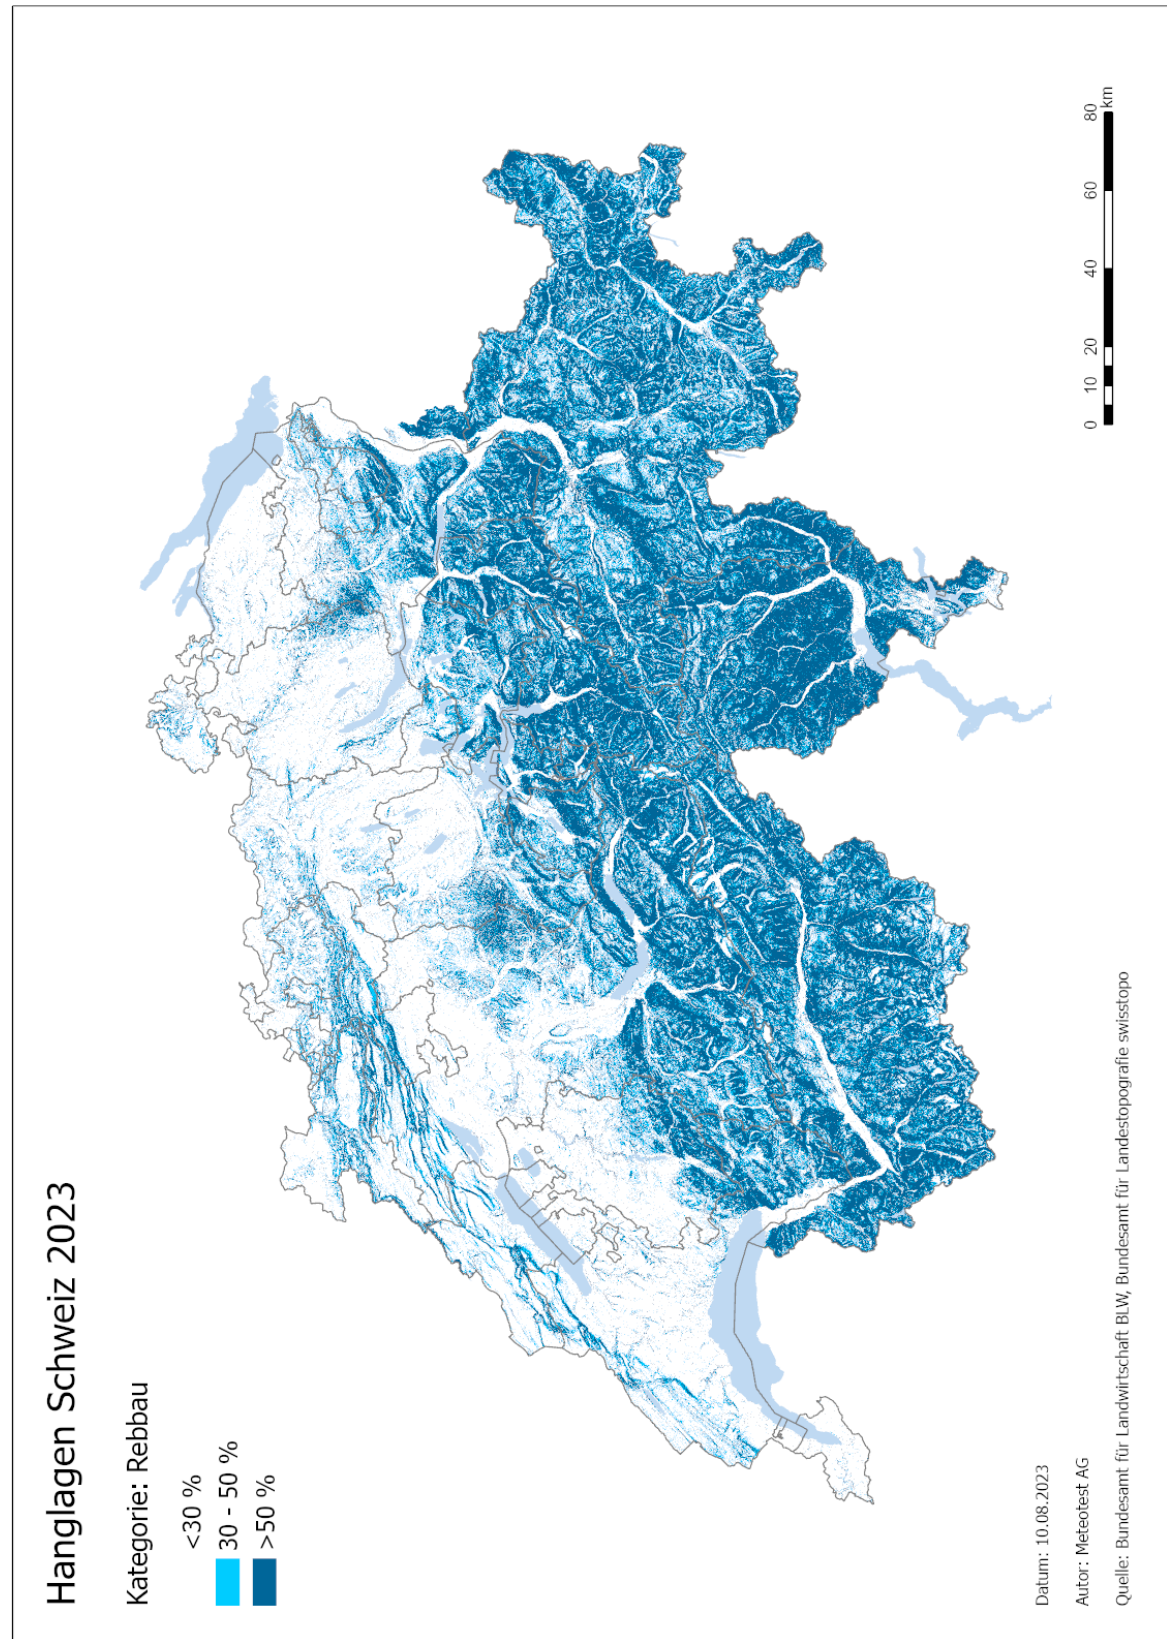 Hanglagen Schweiz 2023
Kategorie: Rebbau
<30 %
30 - 50 %
>50 %
0 10 20 40 60 80
km
Datum: 10.08.2023
Autor: Meteotest AG
Quelle: Bundesamt für Landwirtschaft BLW, Bundesamt für Landestopografie swisstopo